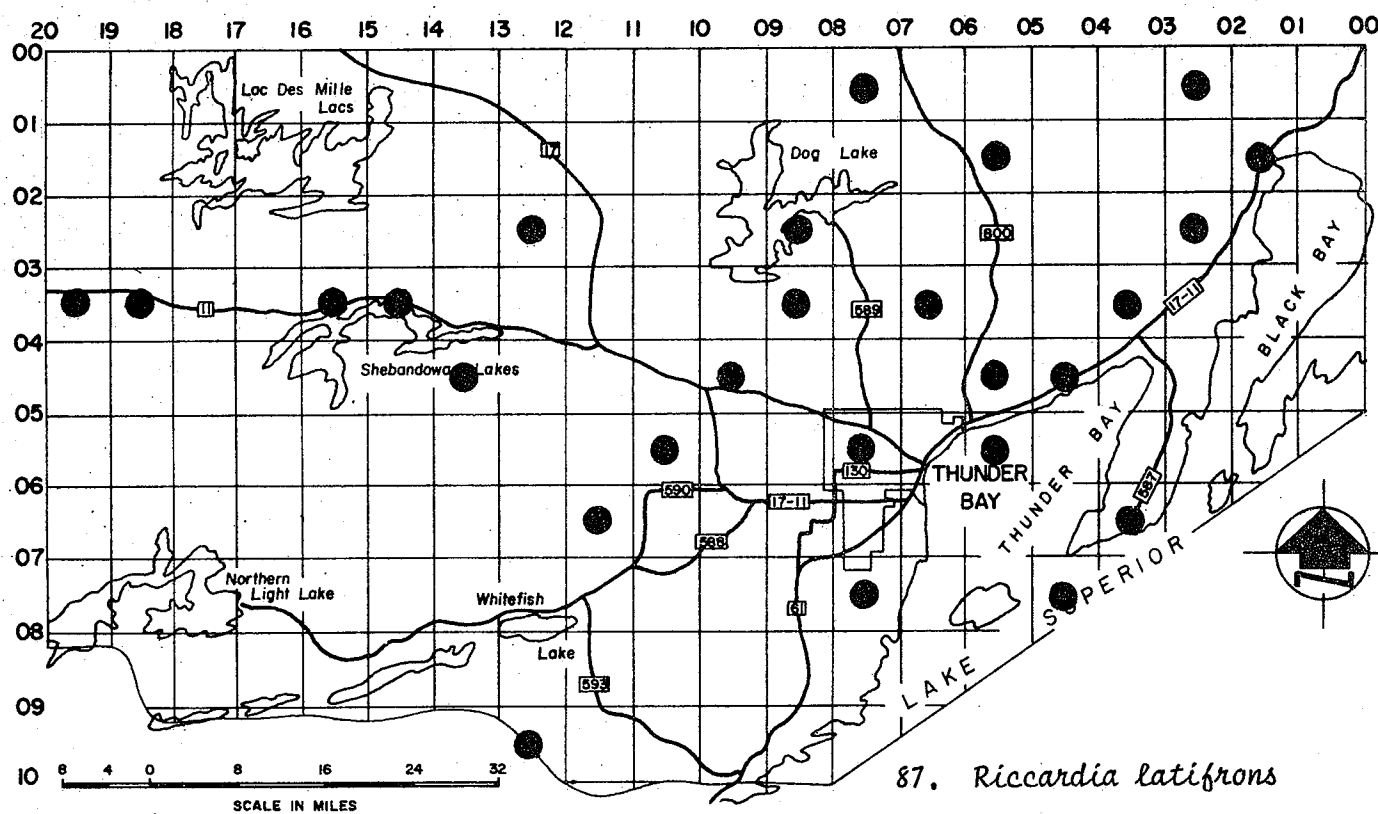 20 19 18 17 16 15 14 13 12 11 10 09 08 07 06 05 04 03 02 01 00
00
Lac Des Mille
Lacs
01
17
Dog Lake
02
800
BLACK BAY
03
11
589
17-11
04
Shebandowa Lakes
05
THUNDER BAY
130
THUNDER
BAY
06
590
17-11
587
588
07
Northern
Light Lake
Whitefish
Lake
61
08
LAKE SUPERIOR
593
09
10
8 4 0 8 16 24 32
SCALE IN MILES
N
87. Riccardia latifrons